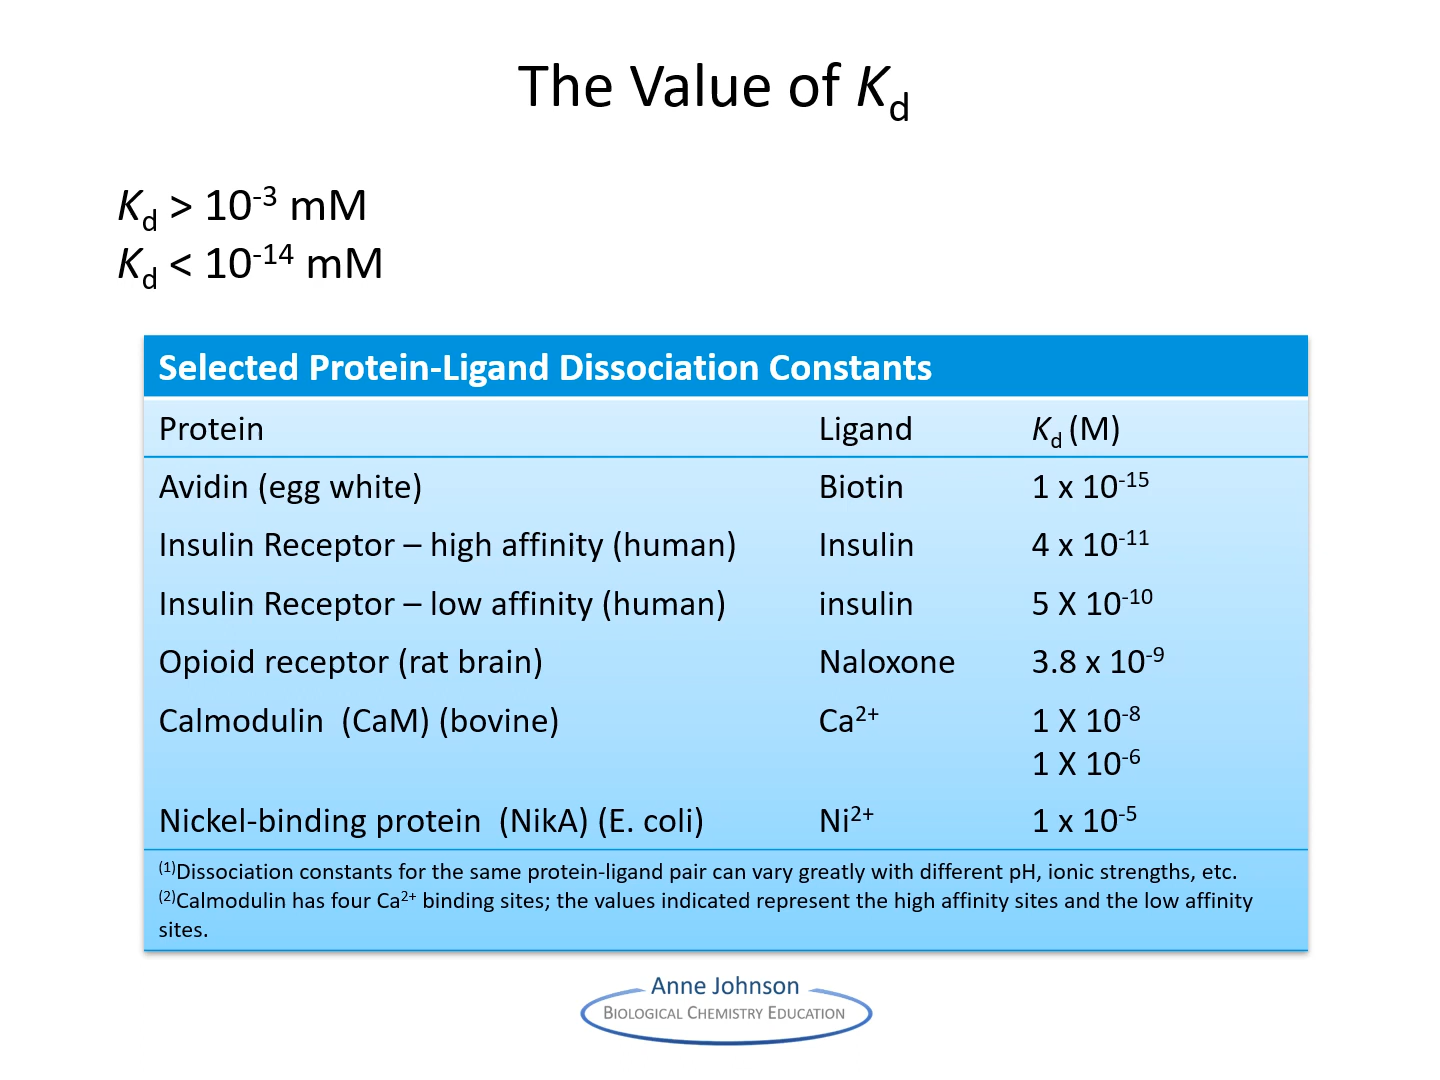 The Value of Kd
Kd > 10-3 mM
Kd < 10-14 mM
Selected Protein-Ligand Dissociation Constants
Protein Ligand Kd (M)
Avidin (egg white) Biotin 1 x 10-15
Insulin Receptor – high affinity (human) Insulin 4 x 10-11
Insulin Receptor – low affinity (human) insulin 5 X 10-10
Opioid receptor (rat brain) Naloxone 3.8 x 10-9
Calmodulin (CaM) (bovine) Ca2+ 1 X 10-8
1 X 10-6
Nickel-binding protein (NikA) (E. coli) Ni2+ 1 x 10-5
(1)Dissociation constants for the same protein-ligand pair can vary greatly with different pH, ionic strengths, etc.
(2)Calmodulin has four Ca2+ binding sites; the values indicated represent the high affinity sites and the low affinity
sites.
Anne Johnson
BIOLOGICAL CHEMISTRY EDUCATION